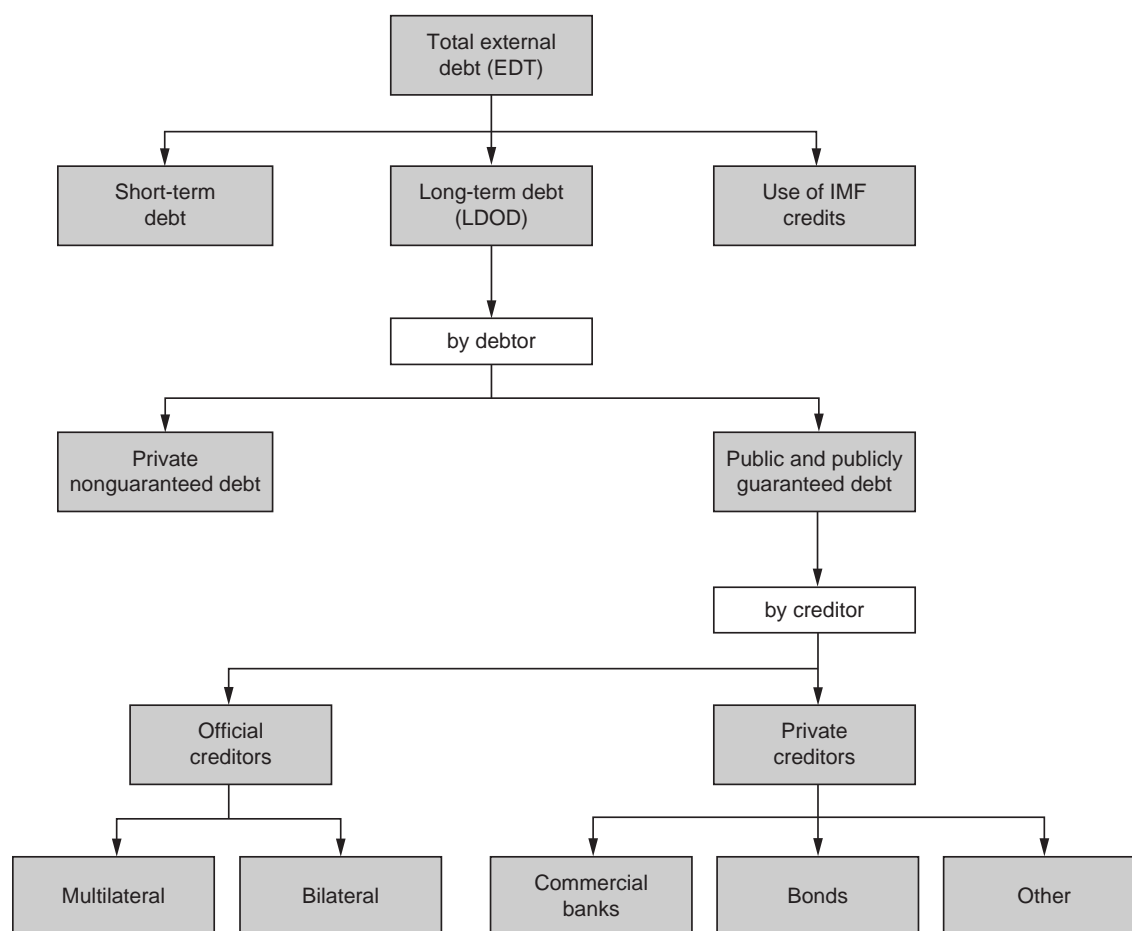 Total external
debt (EDT)
Short-term
debt
Long-term debt
(LDOD)
Use of IMF
credits
by debtor
Private
nonguaranteed debt
Public and publicly
guaranteed debt
by creditor
Official
creditors
Private
creditors
Multilateral
Bilateral
Commercial
banks
Bonds
Other